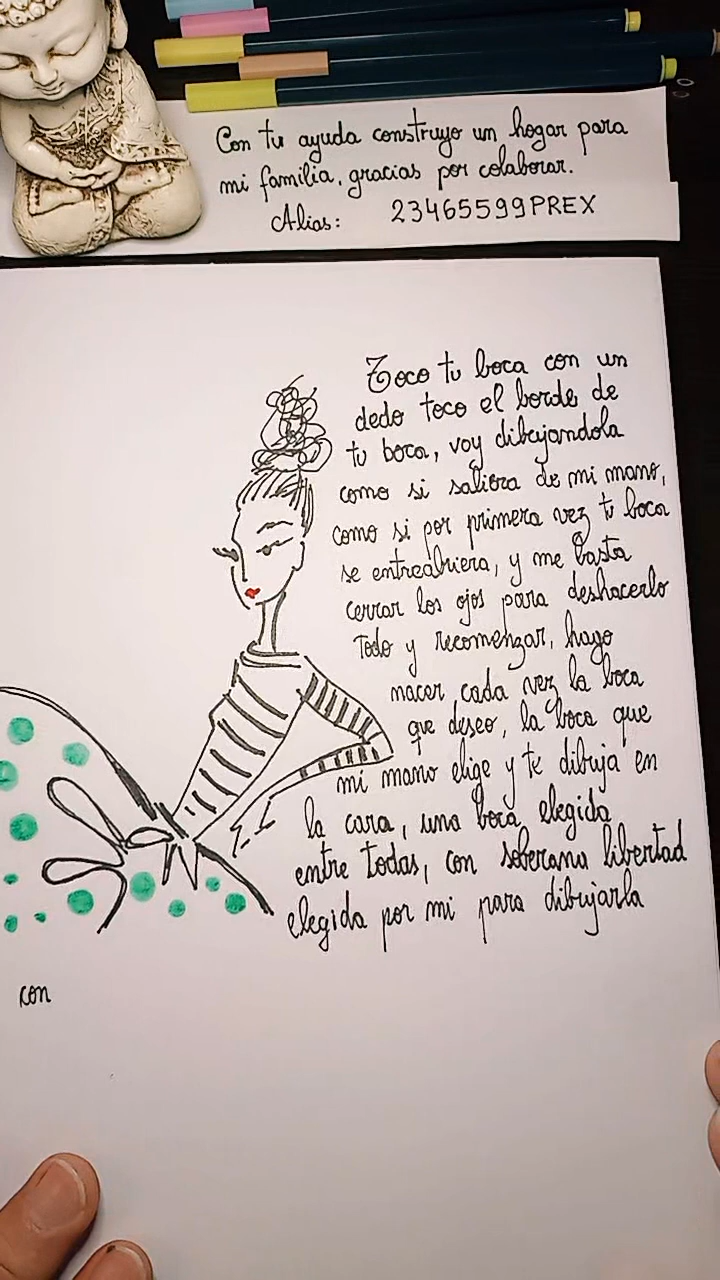 Con tu ayuda construyo un hogar para
mi familia, gracias por colaborar.
Alias: 23465599PREX
Toco tu boca con un
dedo toco el borde de
tu boca, voy dibujandola
como si saliera de mi mano,
como si por primera vez tu boca
se entreabriera, y me basta
cerrar los ojos para deshacerlo
todo y recomenzar, hago
nacer cada vez la boca
que deseo, la boca que
mi mano elige y te dibuja en
la cara, una boca elegida
entre todas, con soberana libertad
elegida por mi para dibujarla
con